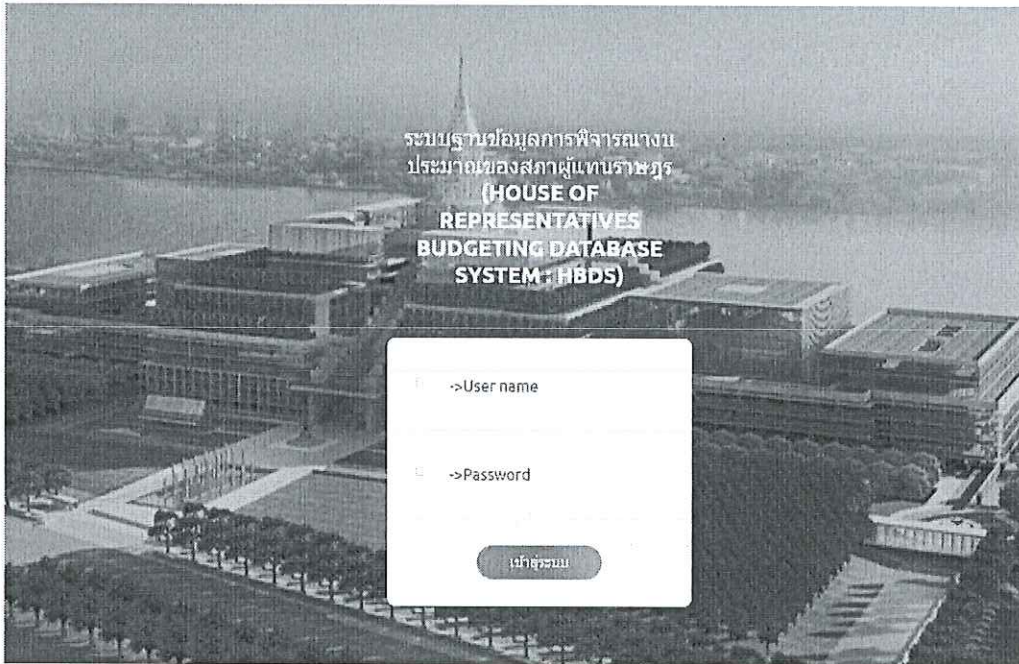 ระบบฐานข้อมูลการพิจารณางบ
ประมาณของสภาผู้แทนราษฎร
(HOUSE OF
REPRESENTATIVES
BUDGETING DATABASE
SYSTEM : HBDS)
->User name
->Password
เข้าสู่ระบบ